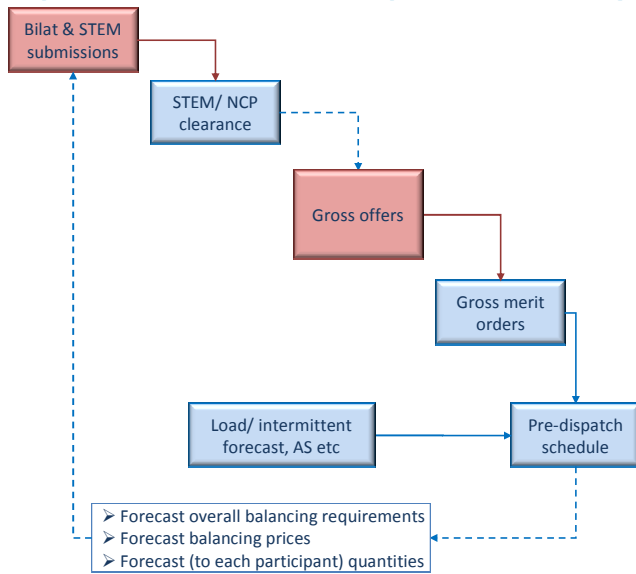 Bilat & STEM
submissions
STEM/ NCP
clearance
Gross offers
Gross merit
orders
Load/ intermittent
forecast, AS etc
Pre-dispatch
schedule
➢ Forecast overall balancing requirements
➢ Forecast balancing prices
➢ Forecast (to each participant) quantities